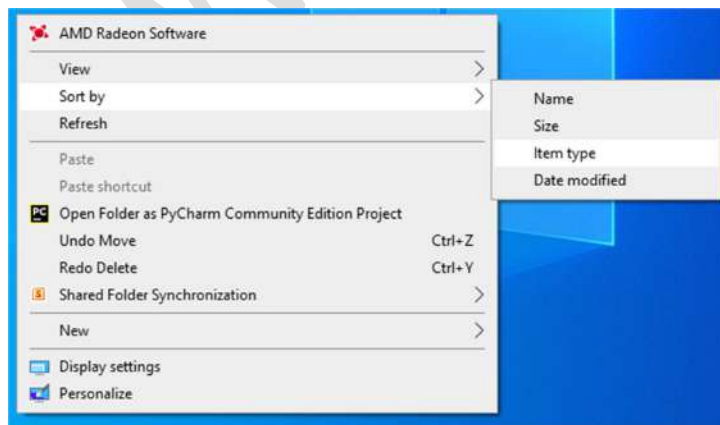 AMD Radeon Software
View
Sort by
Refresh
Paste
Paste shortcut
PC Open Folder as PyCharm Community Edition Project
Undo Move Ctrl+Z
Redo Delete Ctrl+Y
S Shared Folder Synchronization
New
Display settings
Personalize
Name
Size
Item type
Date modified